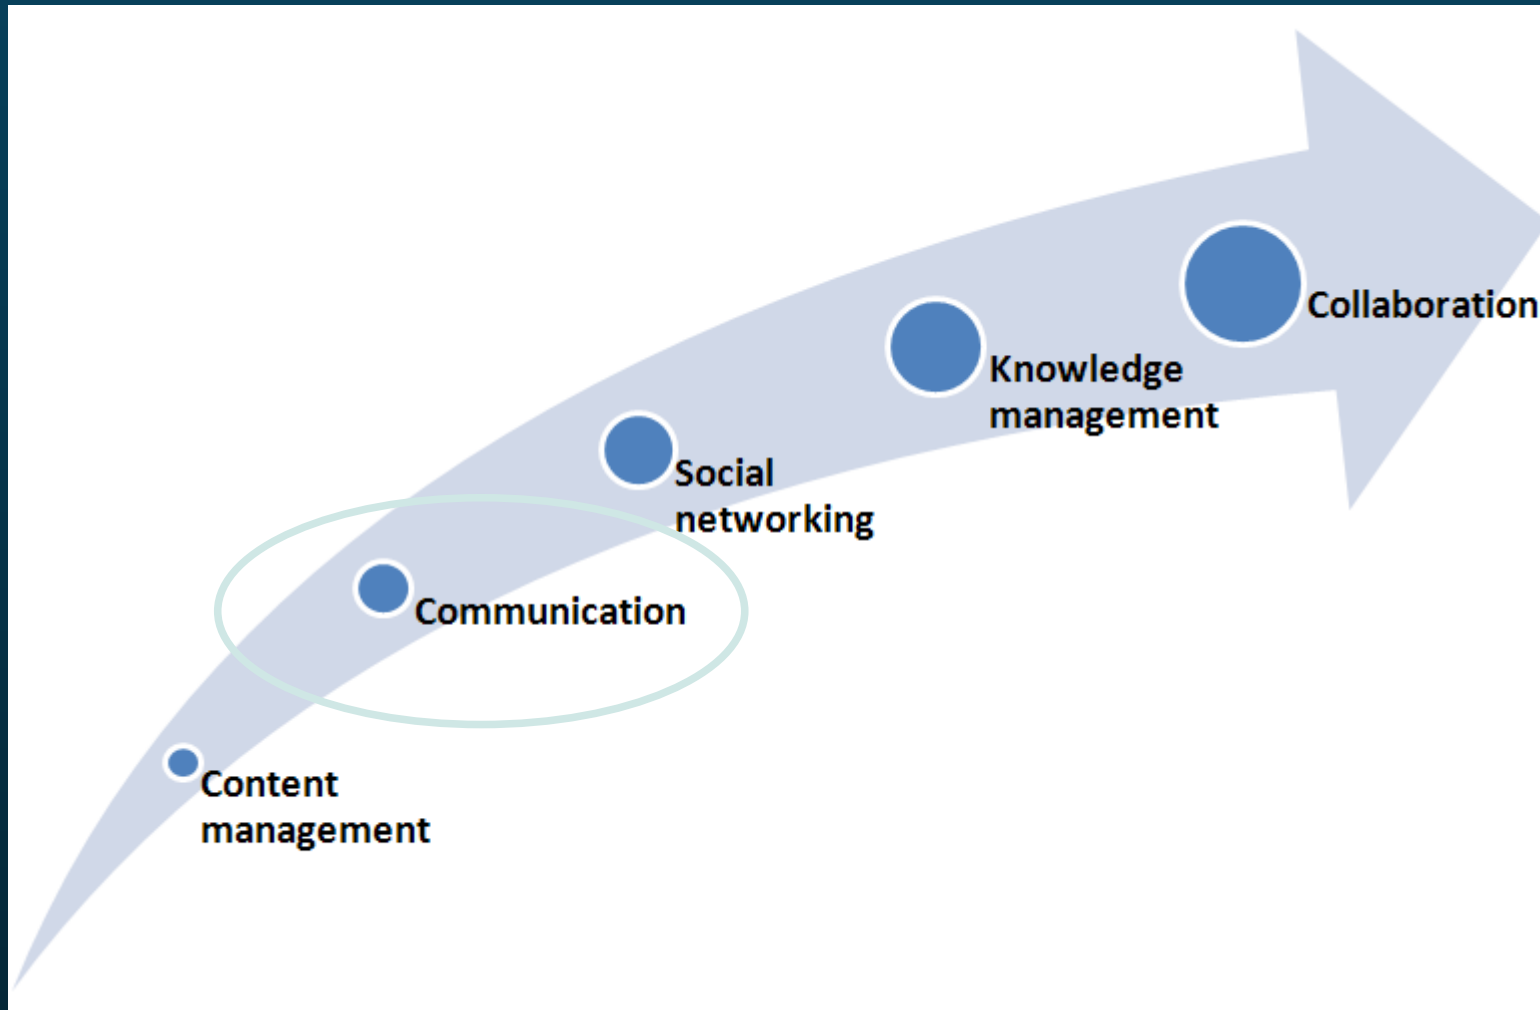 Collaboration
Knowledge
management
Social
networking
Communication
Content
management